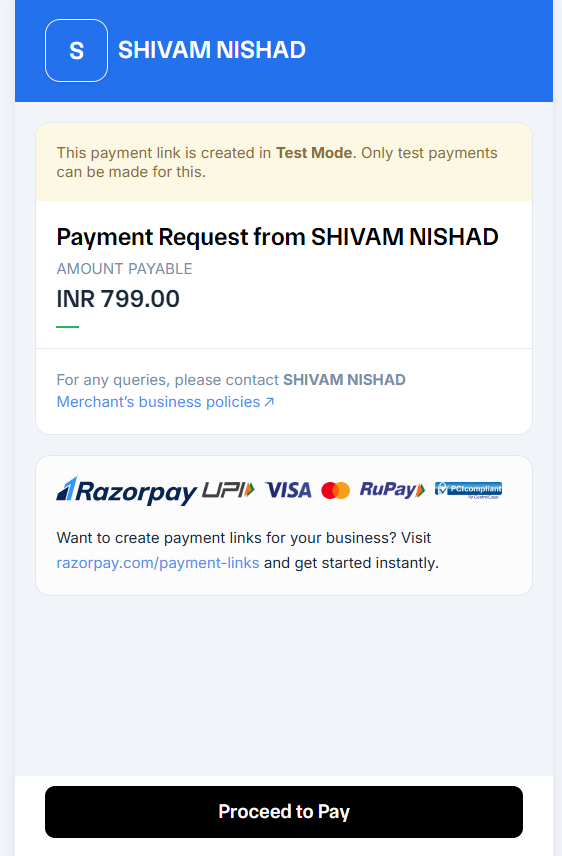 S
SHIVAM NISHAD
This payment link is created in Test Mode. Only test payments
can be made for this.
Payment Request from SHIVAM NISHAD
AMOUNT PAYABLE
INR 799.00
For any queries, please contact SHIVAM NISHAD
Merchant's business policies ↗
Razorpay UPI VISA RuPay PCI compliant
by ControlCase
Want to create payment links for your business? Visit
razorpay.com/payment-links and get started instantly.
Proceed to Pay